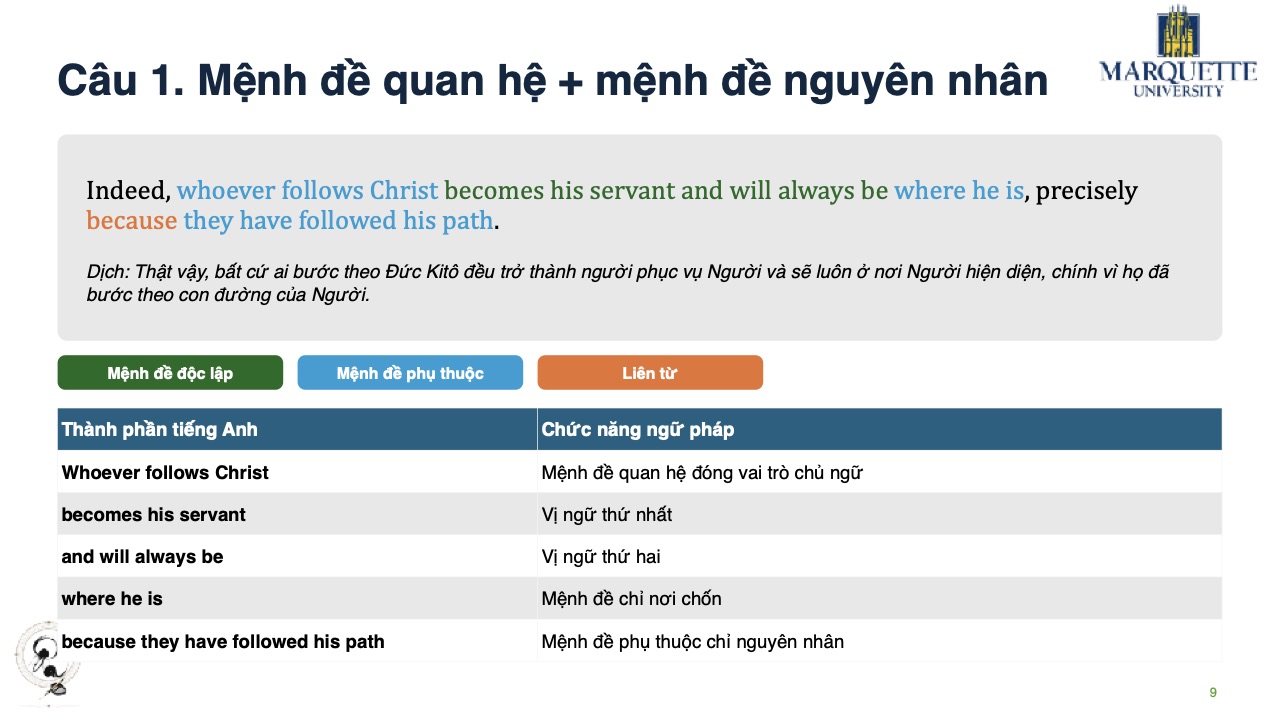 MARQUETTE
UNIVERSITY
Câu 1. Mệnh đề quan hệ + mệnh đề nguyên nhân
Indeed, whoever follows Christ becomes his servant and will always be where he is, precisely
because they have followed his path.
Dịch: Thật vậy, bất cứ ai bước theo Đức Kitô đều trở thành người phục vụ Người và sẽ luôn ở nơi Người hiện diện, chính vì họ đã
bước theo con đường của Người.
Mệnh đề độc lập
Mệnh đề phụ thuộc
Liên từ
Thành phần tiếng Anh
Chức năng ngữ pháp
Whoever follows Christ
Mệnh đề quan hệ đóng vai trò chủ ngữ
becomes his servant
Vị ngữ thứ nhất
and will always be
Vị ngữ thứ hai
where he is
Mệnh đề chỉ nơi chốn
because they have followed his path
Mệnh đề phụ thuộc chỉ nguyên nhân
9